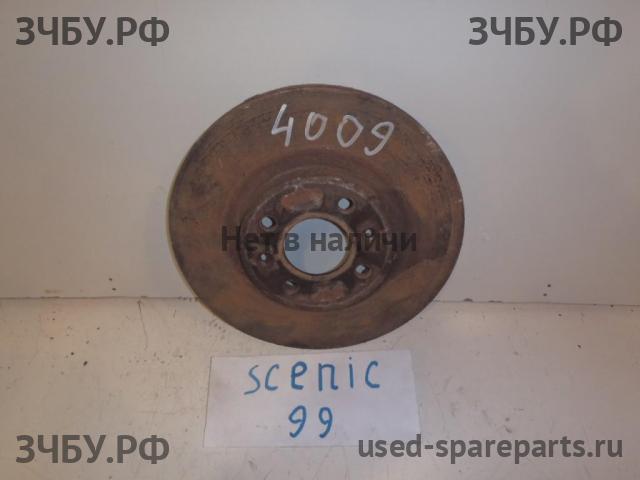 ЗЧБУ.РФ
ЗЧБУ.РФ
4009
Нет в наличи
scenic
99
ЗЧБУ.РФ
used-spareparts.ru